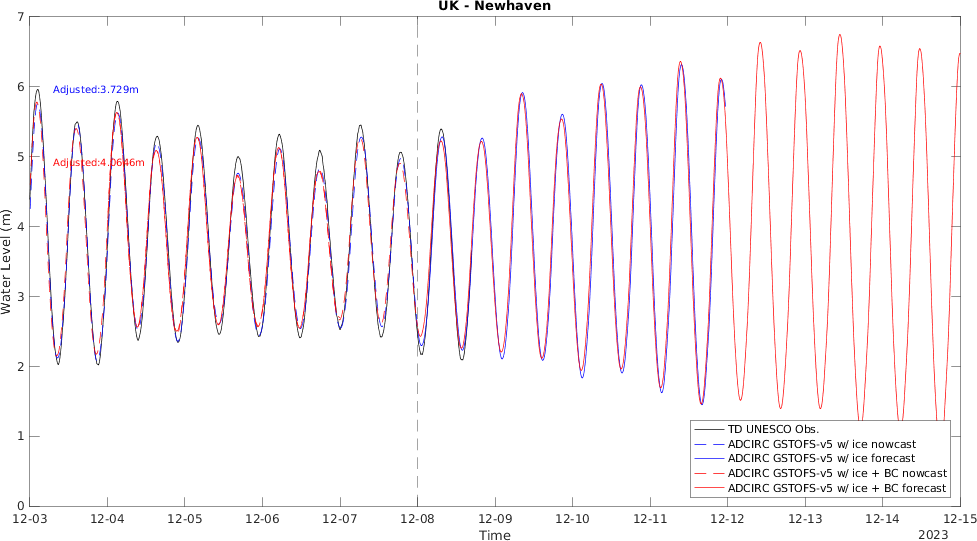 UK - Newhaven
7
6
5
4
3
2
1
0
Water Level (m)
Adjusted:3.729m
Adjusted:4.0646m
TD UNESCO Obs.
ADCIRC GSTOFS-v5 w/ ice nowcast
ADCIRC GSTOFS-v5 w/ ice forecast
ADCIRC GSTOFS-v5 w/ ice + BC nowcast
ADCIRC GSTOFS-v5 w/ ice + BC forecast
12-03 12-04 12-05 12-06 12-07 12-08 12-09 12-10 12-11 12-12 12-13 12-14 12-15
Time
2023